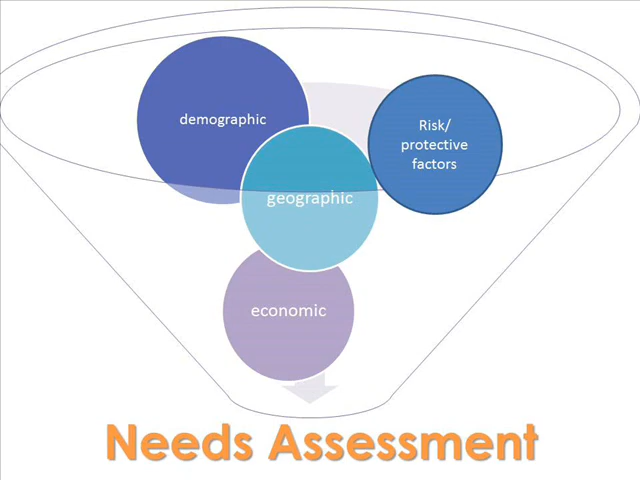 demographic
Risk/
protective
factors
geographic
economic
Needs Assessment